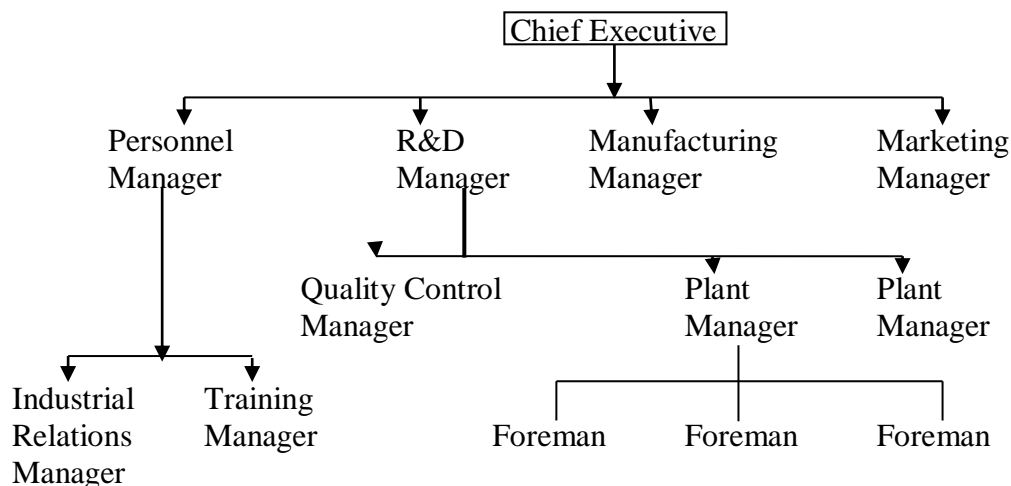 Chief Executive
Personnel
Manager
R&D
Manager
Manufacturing
Manager
Marketing
Manager
Quality Control
Manager
Plant
Manager
Plant
Manager
Industrial
Relations
Manager
Training
Manager
Foreman
Foreman
Foreman